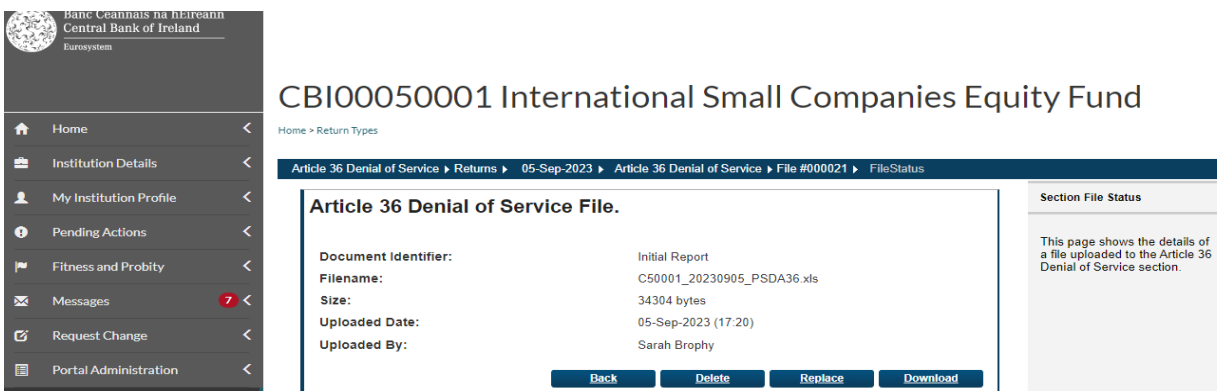 Banc Ceannais na hÉireann
Central Bank of Ireland
Eurosystem
Home
Institution Details
My Institution Profile
Pending Actions
Fitness and Probity
Messages 7
Request Change
Portal Administration
CBI00050001 International Small Companies Equity Fund
Home > Return Types
Article 36 Denial of Service Returns 05-Sep-2023 Article 36 Denial of Service File #000021 FileStatus
Article 36 Denial of Service File.
Document Identifier: Initial Report
Filename: C50001_20230905_PSDA36.xls
Size: 34304 bytes
Uploaded Date: 05-Sep-2023 (17:20)
Uploaded By: Sarah Brophy
Back Delete Replace Download
Section File Status
This page shows the details of
a file uploaded to the Article 36
Denial of Service section.